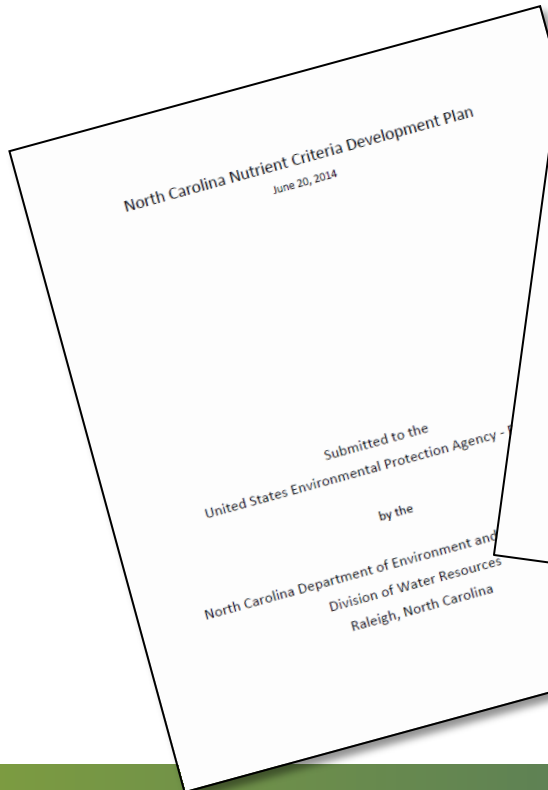 North Carolina Nutrient Criteria Development Plan
June 20, 2014
Submitted to the
United States Environmental Protection Agency -
by the
North Carolina Department of Environment and
Division of Water Resources
Raleigh, North Carolina